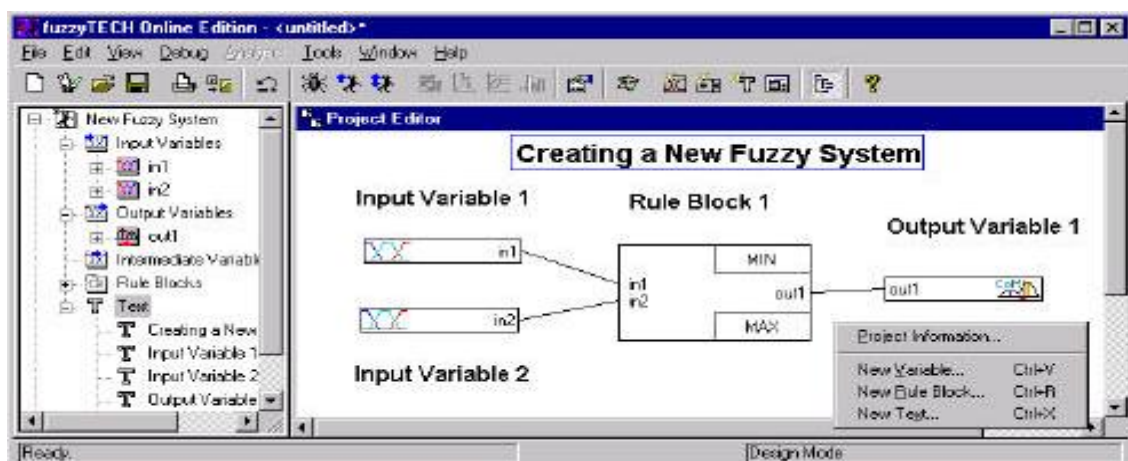 fuzzyTECH Online Edition - <untitled>*
File Edit View Debug Analyzer Tools Window Help
New Fuzzy System
Input Variables
in1
in2
Output Variables
out1
Intermediate Variabl
Rule Blocks
Text
Creating a New
Input Variable 1
Input Variable 2
Output Variable
Project Editor
Creating a New Fuzzy System
Input Variable 1
Rule Block 1
Output Variable 1
in1
in2
in1
in2
MIN
out1
MAX
out1
CoM
Input Variable 2
Project Information...
New Variable... Ctrl+V
New Rule Block... Ctrl+R
New Text... Ctrl+X
Ready.
Design Mode